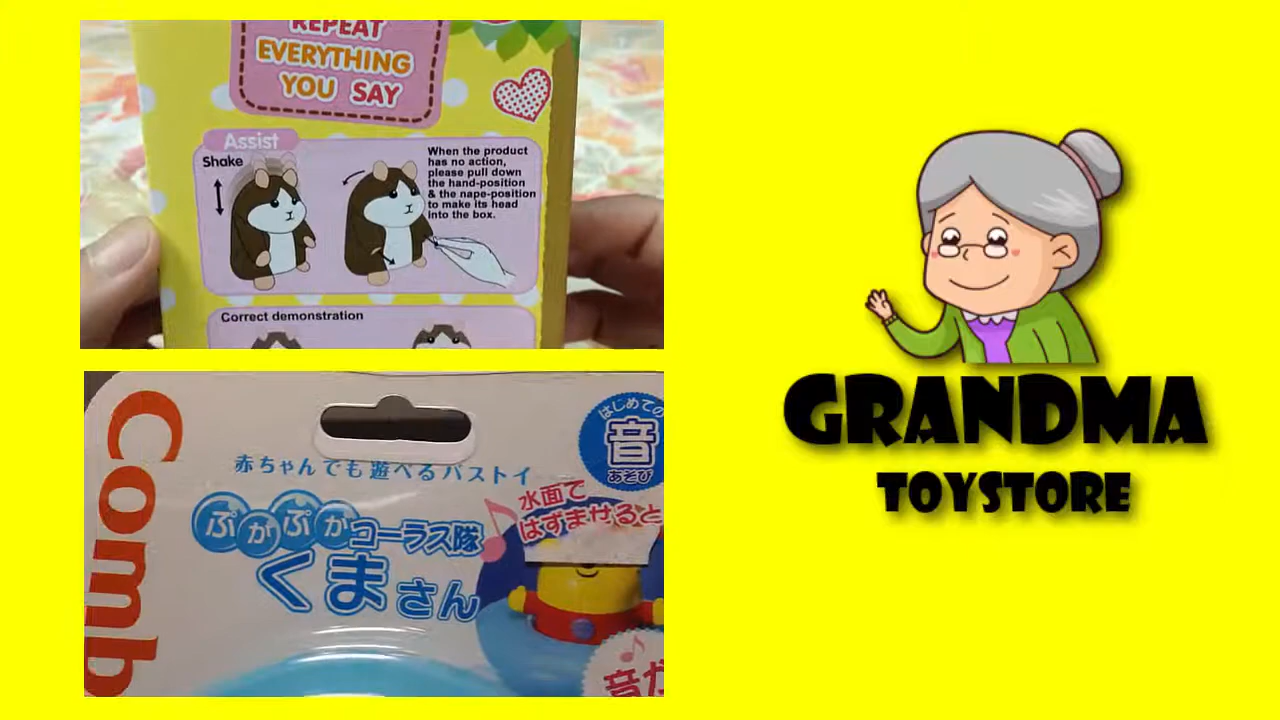 REPEAT
EVERYTHING
YOU SAY
Assist
Shake
When the product
has no action,
please pull down
the hand-position
& the nape-position
to make its head
into the box.
Correct demonstration
Combi
赤ちゃんでも遊べるバストイ
はじめての
音
あそび
ぷかぷかコーラス隊
くまさん
水面で
はずませると
音が
GRANDMA
TOYSTORE